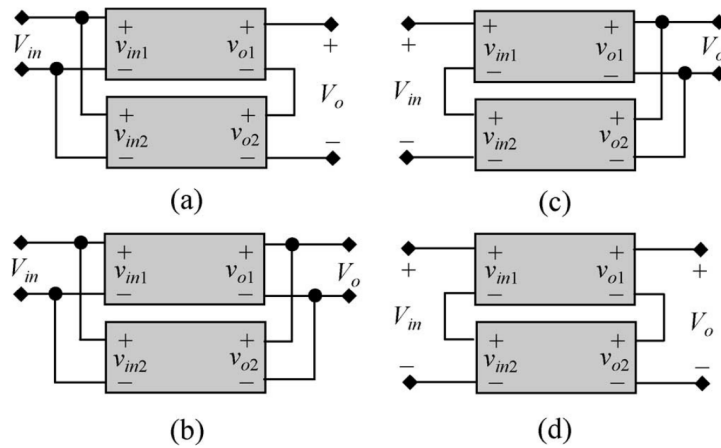 + + + +
V_in v_in1 v_o1 V_o
− −
+ +
v_in2 v_o2
− − −
(a)
+ + +
V_in v_in1 v_o1 V_o
− −
+ +
v_in2 v_o2
− − −
(c)
+ +
V_in v_in1 v_o1 V_o
− −
+ +
v_in2 v_o2
− −
(b)
+ + + +
V_in v_in1 v_o1 V_o
− −
+ +
v_in2 v_o2
− − − −
(d)